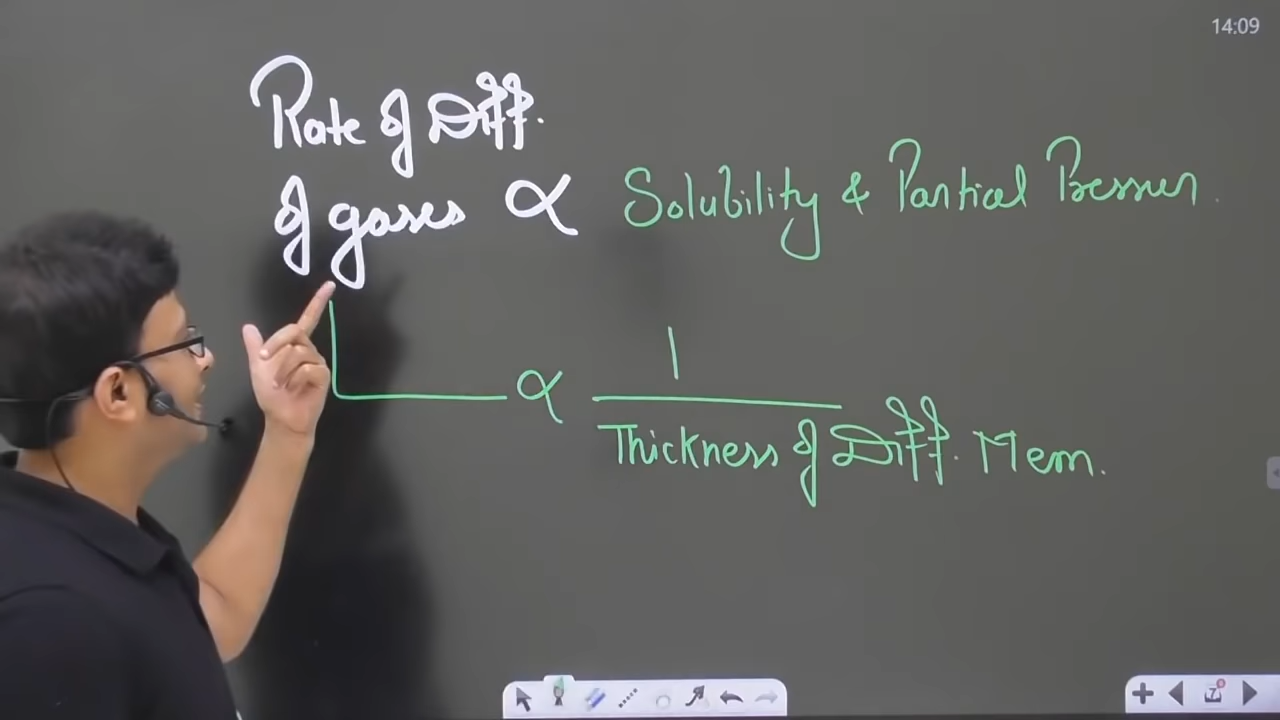 14:09
Rate of Diff.
of gases ∝ Solubility & Partial Pressure.
∝ 1
Thickness of Diff. Mem.